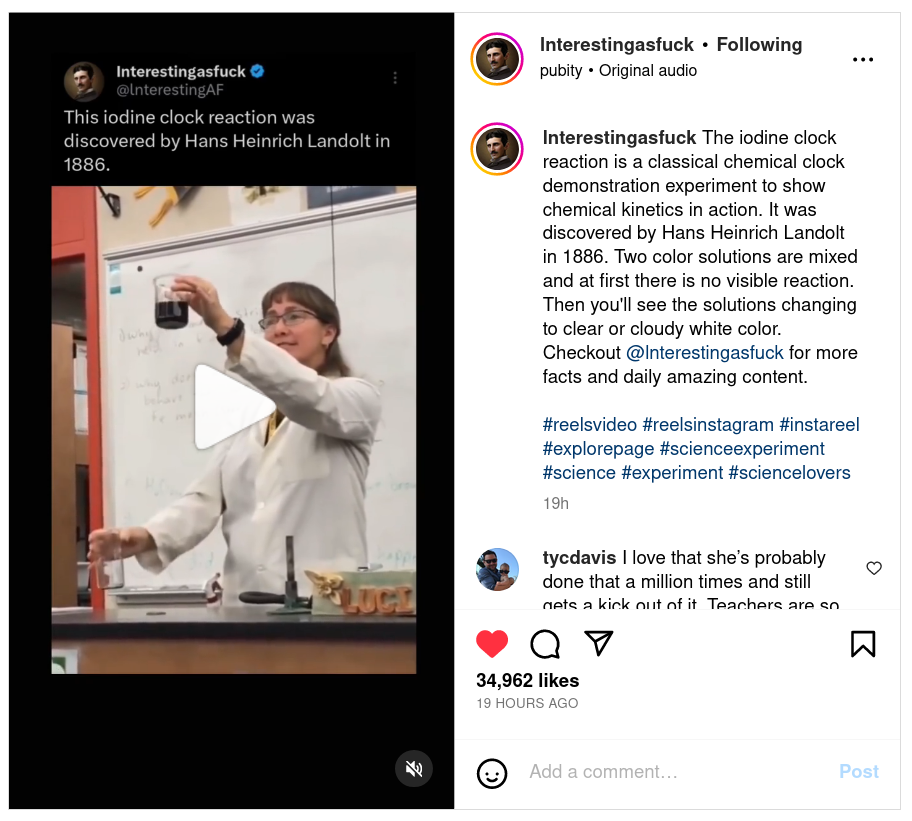 Interestingasfuck
@InterestingAF
This iodine clock reaction was
discovered by Hans Heinrich Landolt in
1886.
LUCI
Interestingasfuck • Following
pubity • Original audio
Interestingasfuck The iodine clock
reaction is a classical chemical clock
demonstration experiment to show
chemical kinetics in action. It was
discovered by Hans Heinrich Landolt
in 1886. Two color solutions are mixed
and at first there is no visible reaction.
Then you'll see the solutions changing
to clear or cloudy white color.
Checkout @Interestingasfuck for more
facts and daily amazing content.
#reelsvideo #reelsinstagram #instareel
#explorepage #scienceexperiment
#science #experiment #sciencelovers
19h
tycdavis I love that she’s probably
done that a million times and still
gets a kick out of it. Teachers are so
34,962 likes
19 HOURS AGO
Add a comment…
Post